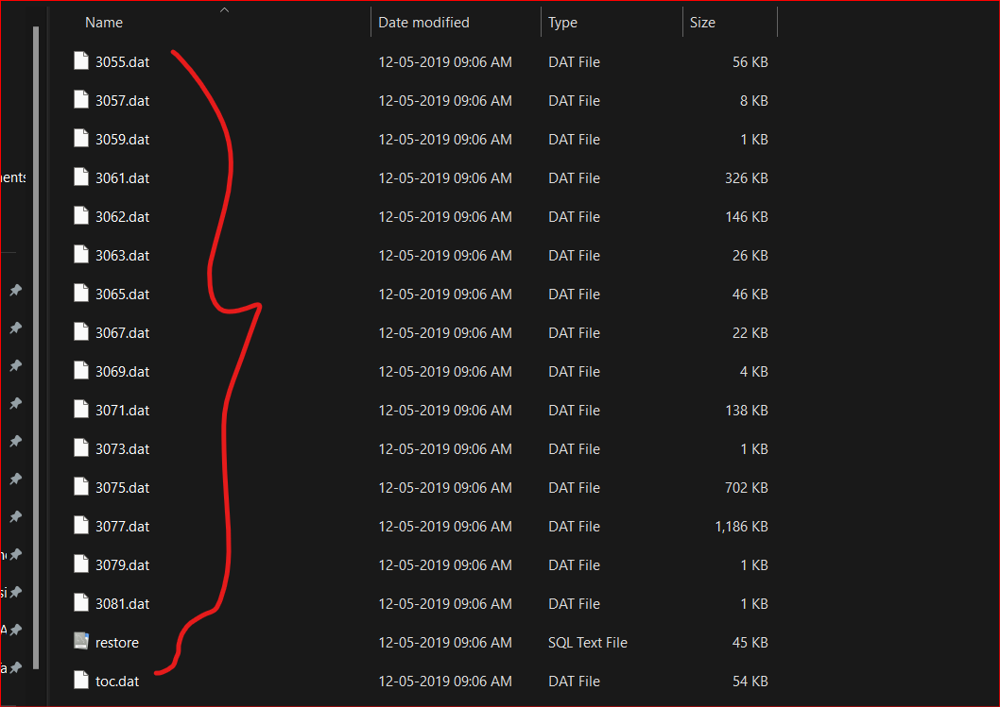 Name Date modified Type Size
3055.dat 12-05-2019 09:06 AM DAT File 56 KB
3057.dat 12-05-2019 09:06 AM DAT File 8 KB
3059.dat 12-05-2019 09:06 AM DAT File 1 KB
3061.dat 12-05-2019 09:06 AM DAT File 326 KB
3062.dat 12-05-2019 09:06 AM DAT File 146 KB
3063.dat 12-05-2019 09:06 AM DAT File 26 KB
3065.dat 12-05-2019 09:06 AM DAT File 46 KB
3067.dat 12-05-2019 09:06 AM DAT File 22 KB
3069.dat 12-05-2019 09:06 AM DAT File 4 KB
3071.dat 12-05-2019 09:06 AM DAT File 138 KB
3073.dat 12-05-2019 09:06 AM DAT File 1 KB
3075.dat 12-05-2019 09:06 AM DAT File 702 KB
3077.dat 12-05-2019 09:06 AM DAT File 1,186 KB
3079.dat 12-05-2019 09:06 AM DAT File 1 KB
3081.dat 12-05-2019 09:06 AM DAT File 1 KB
restore 12-05-2019 09:06 AM SQL Text File 45 KB
toc.dat 12-05-2019 09:06 AM DAT File 54 KB